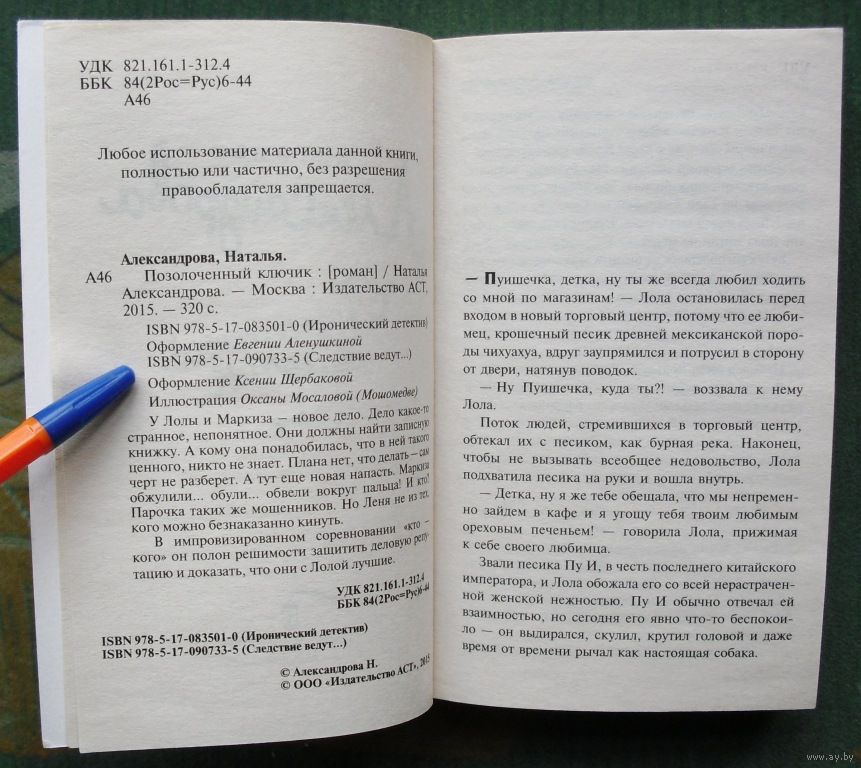 УДК 821.161.1-312.4
ББК 84(2Рос=Рус)6-44
А46
Любое использование материала данной книги,
полностью или частично, без разрешения
правообладателя запрещается.
Александрова, Наталья.
А46 Позолоченный ключик : [роман] / Наталья
Александрова. — Москва : Издательство АСТ,
2015. — 320 с.
ISBN 978-5-17-083501-0 (Иронический детектив)
Оформление Евгении Аленушкиной
ISBN 978-5-17-090733-5 (Следствие ведут...)
Оформление Ксении Щербаковой
Иллюстрация Оксаны Мосаловой (Мошомедве)
У Лолы и Маркиза – новое дело. Дело какое-то
странное, непонятное. Они должны найти записную
книжку. А кому она понадобилась, что в ней такого
ценного, никто не знает. Плана нет, что делать – сам
черт не разберет. А тут еще новая напасть. Маркиза
обжулили... обули... обвели вокруг пальца! И кто?
Парочка таких же мошенников. Но Леня не из тех,
кого можно безнаказанно кинуть.
В импровизированном соревновании «кто –
кого» он полон решимости защитить деловую репу-
тацию и доказать, что они с Лолой лучшие.
УДК 821.161.1-312.4
ББК 84(2Рос=Рус)6-44
ISBN 978-5-17-083501-0 (Иронический детектив)
ISBN 978-5-17-090733-5 (Следствие ведут...)
© Александрова Н.
© ООО «Издательство АСТ», 2015
— Пуишечка, детка, ну ты же всегда любил ходить
со мной по магазинам! — Лола остановилась перед
входом в новый торговый центр, потому что ее люби-
мец, крошечный песик древней мексиканской поро-
ды чихуахуа, вдруг заупрямился и потрусил в сторону
от двери, натянув поводок.
— Ну Пуишечка, куда ты?! — воззвала к нему
Лола.
Поток людей, стремившихся в торговый центр,
обтекал их с песиком, как бурная река. Наконец,
чтобы не вызывать всеобщее недовольство, Лола
подхватила песика на руки и вошла внутрь.
— Детка, ну я же тебе обещала, что мы непремен-
но зайдем в кафе и я угощу тебя твоим любимым
ореховым печеньем! — говорила Лола, прижимая
к себе своего любимца.
Звали песика Пу И, в честь последнего китайского
императора, и Лола обожала его со всей нерастрачен-
ной женской нежностью. Пу И обычно отвечал ей
взаимностью, но сегодня его явно что-то беспокои-
ло — он выдирался, скулил, крутил головой и даже
время от времени рычал как настоящая собака.
www.ay.by